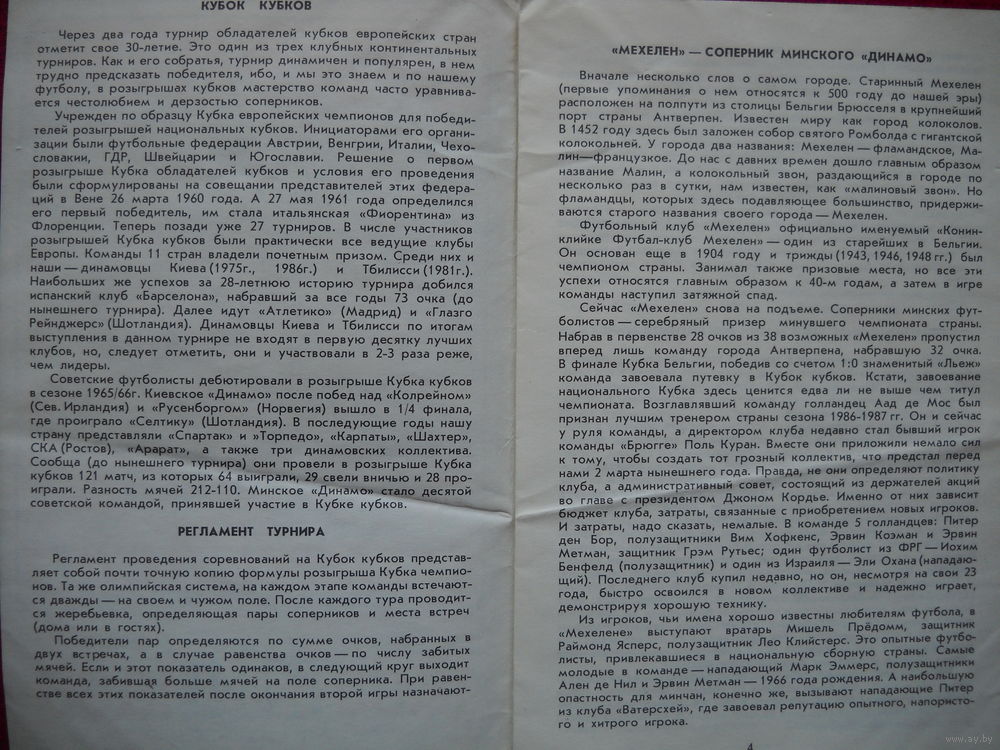 КУБОК КУБКОВ
Через два года турнир обладателей кубков европейских стран
отметит свое 30-летие. Это один из трех клубных континентальных
турниров. Как и его собратья, турнир динамичен и популярен, в нем
трудно предсказать победителя, ибо, и мы это знаем и по нашему
футболу, в розыгрышах кубков мастерство команд часто уравнива-
ется честолюбием и дерзостью соперников.
Учрежден по образцу Кубка европейских чемпионов для победи-
телей розыгрышей национальных кубков. Инициаторами его органи-
зации были футбольные федерации Австрии, Венгрии, Италии, Чехо-
словакии, ГДР, Швейцарии и Югославии. Решение о первом
розыгрыше Кубка обладателей кубков и условия его проведения
были сформулированы на совещании представителей этих федера-
ций в Вене 26 марта 1960 года. А 27 мая 1961 года определился
его первый победитель, им стала итальянская «Фиорентина» из
Флоренции. Теперь позади уже 27 турниров. В числе участников
розыгрышей Кубка кубков были практически все ведущие клубы
Европы. Команды 11 стран владели почетным призом. Среди них и
наши — динамовцы Киева (1975г., 1986г.) и Тбилиси (1981г.).
Наибольших же успехов за 28-летнюю историю турнира добился
испанский клуб «Барселона», набравший за все годы 73 очка (до
нынешнего турнира). Далее идут «Атлетико» (Мадрид) и «Глазго
Рейнджерс» (Шотландия). Динамовцы Киева и Тбилиси по итогам
выступления в данном турнире не входят в первую десятку лучших
клубов, но, следует отметить, они и участвовали в 2-3 раза реже,
чем лидеры.
Советские футболисты дебютировали в розыгрыше Кубка кубков
в сезоне 1965/66г. Киевское «Динамо» после побед над «Колрейном»
(Сев. Ирландия) и «Русенборгом» (Норвегия) вышло в 1/4 финала,
где проиграло «Селтику» (Шотландия). В последующие годы нашу
страну представляли «Спартак» и «Торпедо», «Карпаты», «Шахтер»,
СКА (Ростов), «Арарат», а также три динамовских коллектива.
Сообща (до нынешнего турнира) они провели в розыгрыше Кубка
кубков 121 матч, из которых 64 выиграли, 29 свели вничью и 28 про-
играли. Разность мячей 212-110. Минское «Динамо» стало десятой
советской командой, принявшей участие в Кубке кубков.
РЕГЛАМЕНТ ТУРНИРА
Регламент проведения соревнований на Кубок кубков представ-
ляет собой почти точную копию формулы розыгрыша Кубка чемпио-
нов. Та же олимпийская система, на каждом этапе команды встречают-
ся дважды — на своем и чужом поле. После каждого тура проводит-
ся жеребьевка, определяющая пары соперников и места встреч
(дома или в гостях).
Победители пар определяются по сумме очков, набранных в
двух встречах, а в случае равенства очков — по числу забитых
мячей. Если и этот показатель одинаков, в следующий круг выходит
команда, забившая больше мячей на поле соперника. При равен-
стве всех этих показателей после окончания второй игры назначают-
«МЕХЕЛЕН» — СОПЕРНИК МИНСКОГО «ДИНАМО»
Вначале несколько слов о самом городе. Старинный Мехелен
(первые упоминания о нем относятся к 500 году до нашей эры)
расположен на полпути из столицы Бельгии Брюсселя в крупнейший
порт страны Антверпен. Известен миру как город колоколов.
В 1452 году здесь был заложен собор святого Ромболда с гигантской
колокольней. У города два названия: Мехелен — фламандское, Ма-
лин — французкое. До нас с давних времен дошло главным образом
название Малин, а колокольный звон, раздающийся в городе по
несколько раз в сутки, нам известен, как «малиновый звон». Но
фламандцы, которых здесь подавляющее большинство, придержи-
ваются старого названия своего города — Мехелен.
Футбольный клуб «Мехелен» официально именуемый «Конин-
клийке Футбал-клуб Мехелен» — один из старейших в Бельгии.
Он основан еще в 1904 году и трижды (1943, 1946, 1948 гг.) был
чемпионом страны. Занимал также призовые места, но все эти
успехи относятся главным образом к 40-м годам, а затем в игре
команды наступил затяжной спад.
Сейчас «Мехелен» снова на подъеме. Соперники минских фут-
болистов — серебряный призер минувшего чемпионата страны.
Набрав в первенстве 28 очков из 38 возможных «Мехелен» пропустил
вперед лишь команду города Антверпена, набравшую 32 очка.
В финале Кубка Бельгии, победив со счетом 1:0 знаменитый «Льеж»
команда завоевала путевку в Кубок кубков. Кстати, завоевание
национального Кубка здесь ценится едва ли не выше чем титул
чемпионата. Возглавлявший команду голландец Аад де Мос был
признан лучшим тренером страны сезона 1986-1987 гг. Он и сейчас
у руля команды, а директором клуба недавно стал бывший игрок
команды «Брюгге» Поль Куран. Вместе они приложили немало сил
к тому, чтобы создать тот грозный коллектив, что предстал перед
нами 2 марта нынешнего года. Правда, не они определяют политику
клуба, а административный совет, состоящий из держателей акций
во главе с президентом Джоном Кордье. Именно от них зависит
бюджет клуба, затраты, связанные с приобретением новых игроков.
И затраты, надо сказать, немалые. В команде 5 голландцев: Питер
ден Бор, полузащитники Вим Хофкенс, Эрвин Коэман и Эрвин
Метман, защитник Грэм Рутьес; один футболист из ФРГ — Иохим
Бенфелд (полузащитник) и один из Израиля — Эли Охана (нападаю-
щий). Последнего клуб купил недавно, но он, несмотря на свои 23
года, быстро освоился в новом коллективе и надежно играет,
демонстрируя хорошую технику.
Из игроков, чьи имена хорошо известны любителям футбола, в
«Мехелене» выступают вратарь Мишель Прёдомм, защитник
Раймонд Ясперс, полузащитник Лео Клийстерс. Это опытные футбо-
листы, привлекавшиеся в национальную сборную страны. Самые
молодые в команде — нападающий Марк Эммерс, полузащитники
Ален де Нил и Эрвин Метман — 1966 года рождения. А наибольшую
опастность для минчан, конечно же, вызывают нападающие Питер
из клуба «Ватерсхей», где завоевал репутацию опытного, напористо-
го и хитрого игрока.
4
www.ay.by